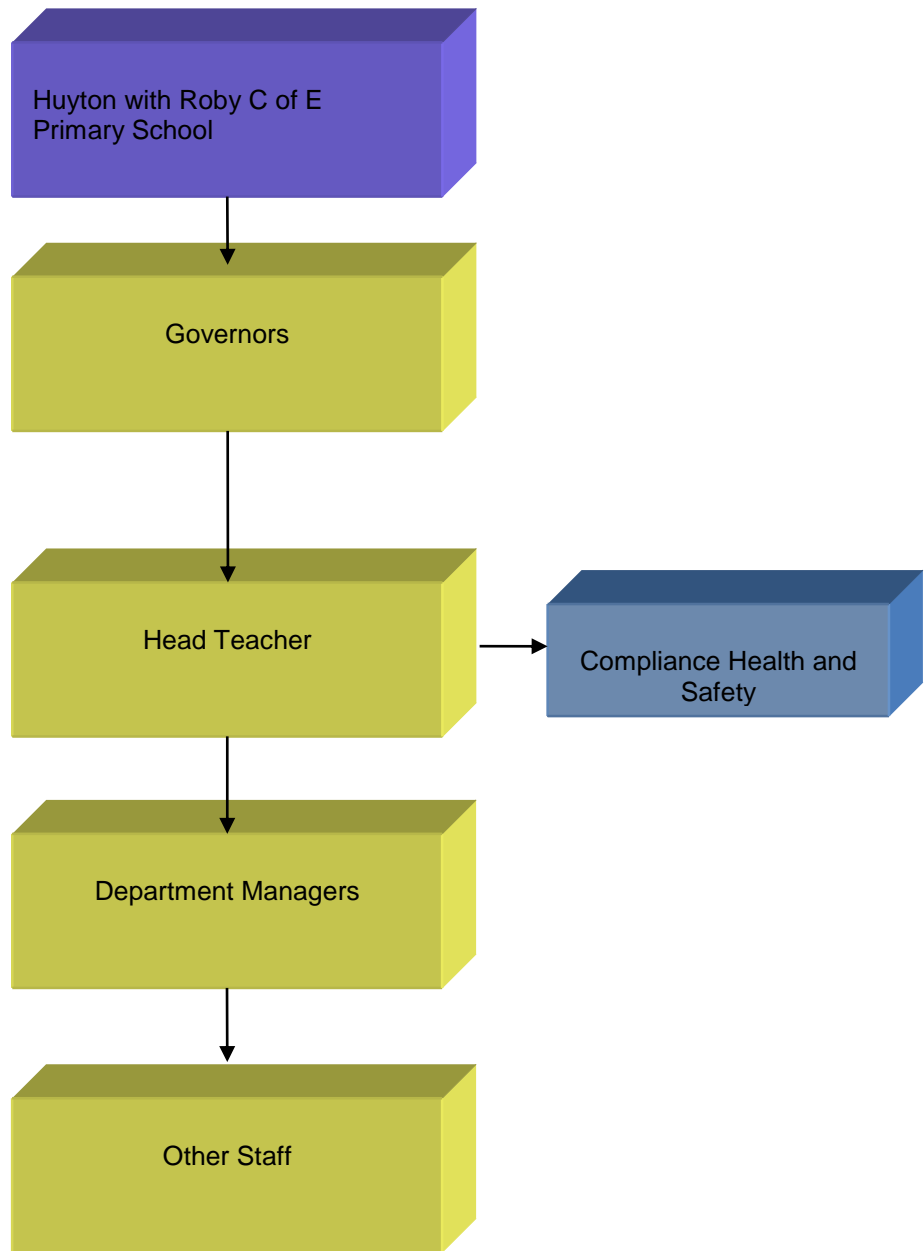 Huyton with Roby C of E
Primary School
Governors
Head Teacher
Compliance Health and
Safety
Department Managers
Other Staff